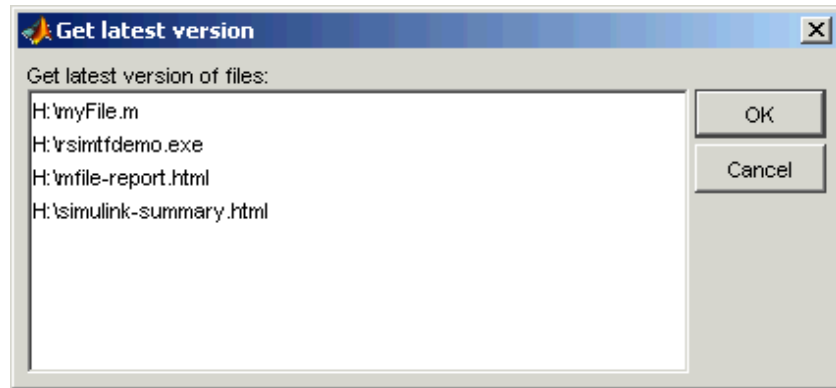 Get latest version
Get latest version of files:
H:\myFile.m
H:\rsimtfdemo.exe
H:\mfile-report.html
H:\simulink-summary.html
OK
Cancel